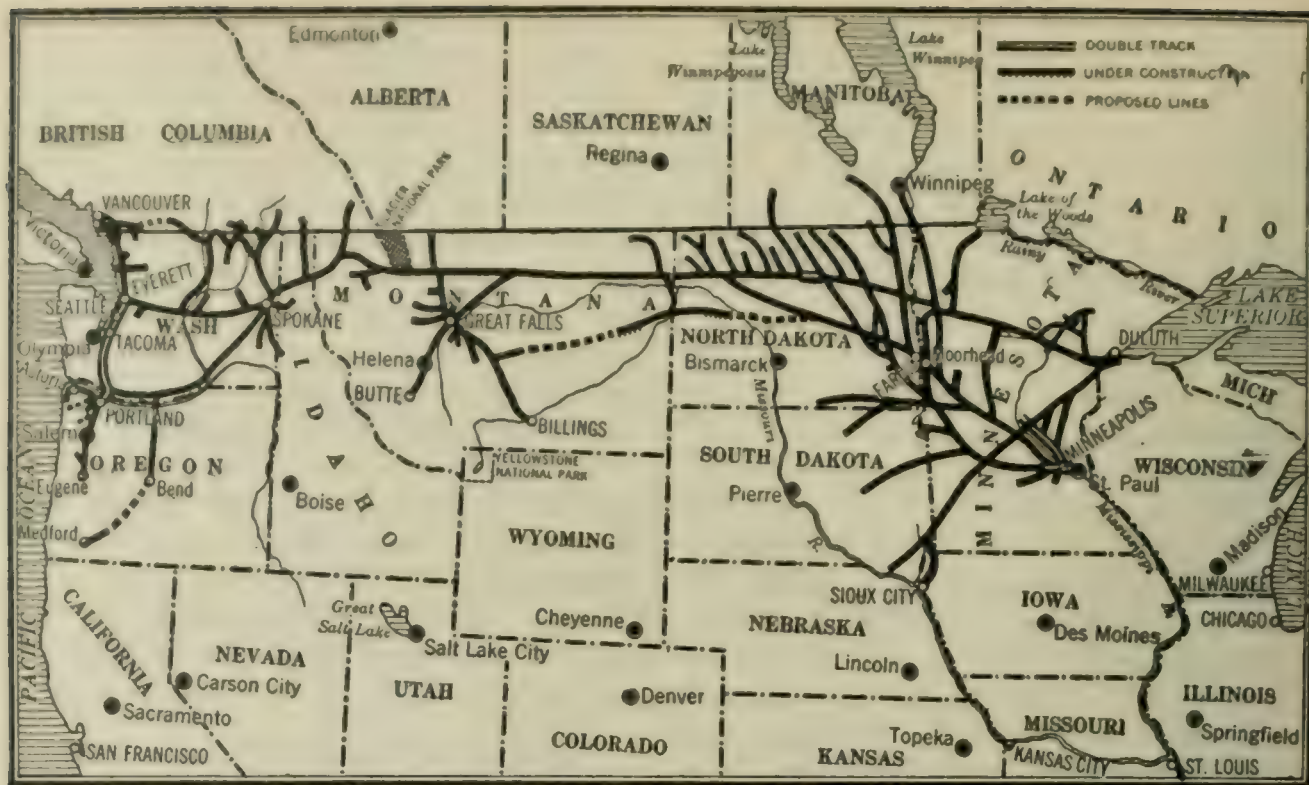 Edmonton
Lake
Winnipegosis
Lake
Winnipeg
DOUBLE TRACK
UNDER CONSTRUCTION
PROPOSED LINES
ALBERTA
MANITOBA
BRITISH COLUMBIA
SASKATCHEWAN
Regina
ONTARIO
Winnipeg
Lake of
the Woods
Rainy
River
GLACIER
NATIONAL PARK
VANCOUVER
Victoria
EVERETT
SEATTLE
WASH
TACOMA
Olympia
SPOKANE
MONTANA
GREAT FALLS
LAKE
SUPERIOR
DULUTH
Astoria
PORTLAND
Helena
BUTTE
NORTH DAKOTA
Bismarck
Missouri
R.
Moorhead
MINNESOTA
MICH
Salem
OREGON
Eugene
Bend
Medford
IDAHO
Boise
BILLINGS
YELLOWSTONE
NATIONAL PARK
SOUTH DAKOTA
Pierre
MINNEAPOLIS
St. Paul
WISCONSIN
Mississippi
R
Madison
MILWAUKEE
L. MICH
WYOMING
Cheyenne
SIOUX CITY
IOWA
Des Moines
CHICAGO
PACIFIC OCEAN
CALIFORNIA
NEVADA
Carson City
Great
Salt Lake
Salt Lake City
UTAH
NEBRASKA
Lincoln
ILLINOIS
Springfield
Sacramento
SAN FRANCISCO
Denver
COLORADO
Topeka
KANSAS
MISSOURI
KANSAS CITY
ST. LOUIS